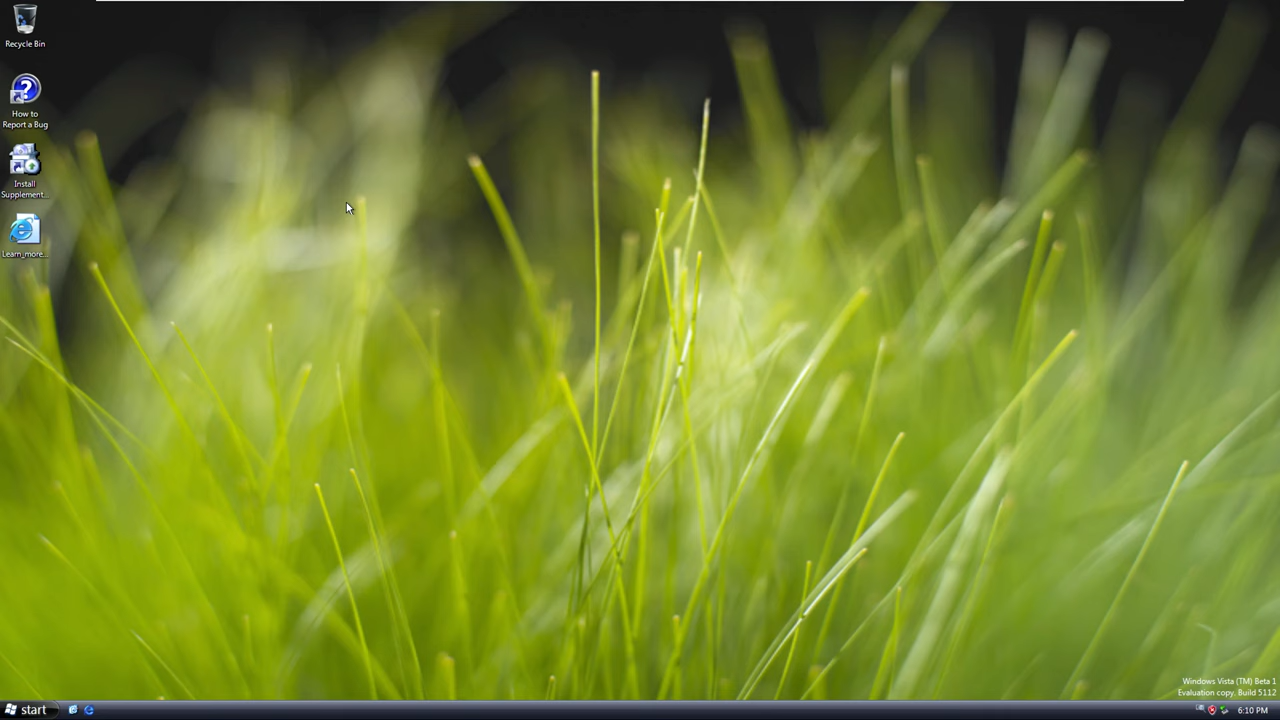 Recycle Bin
How to
Report a Bug
Install
Supplement...
Learn_more...
Windows Vista (TM) Beta 1
Evaluation copy. Build 5112
start
6:10 PM